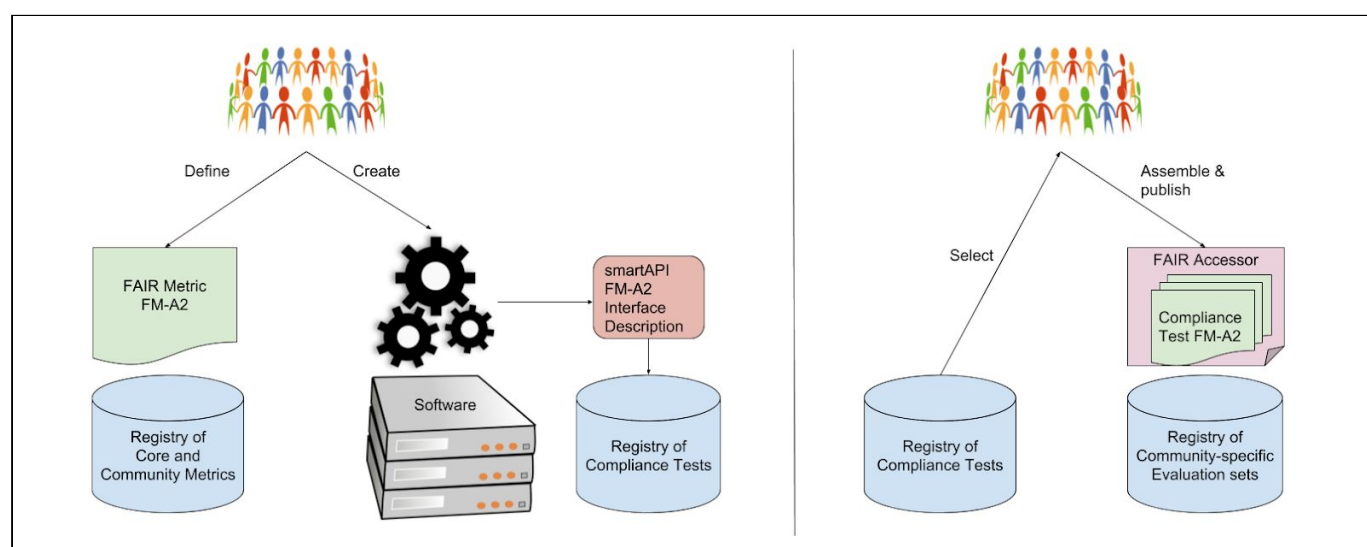 Define
Create
FAIR Metric
FM-A2
smartAPI
FM-A2
Interface
Description
Software
Registry of
Core and
Community Metrics
Registry of
Compliance Tests
Assemble &
publish
Select
FAIR Accessor
Compliance
Test FM-A2
Registry of
Compliance Tests
Registry of
Community-specific
Evaluation sets